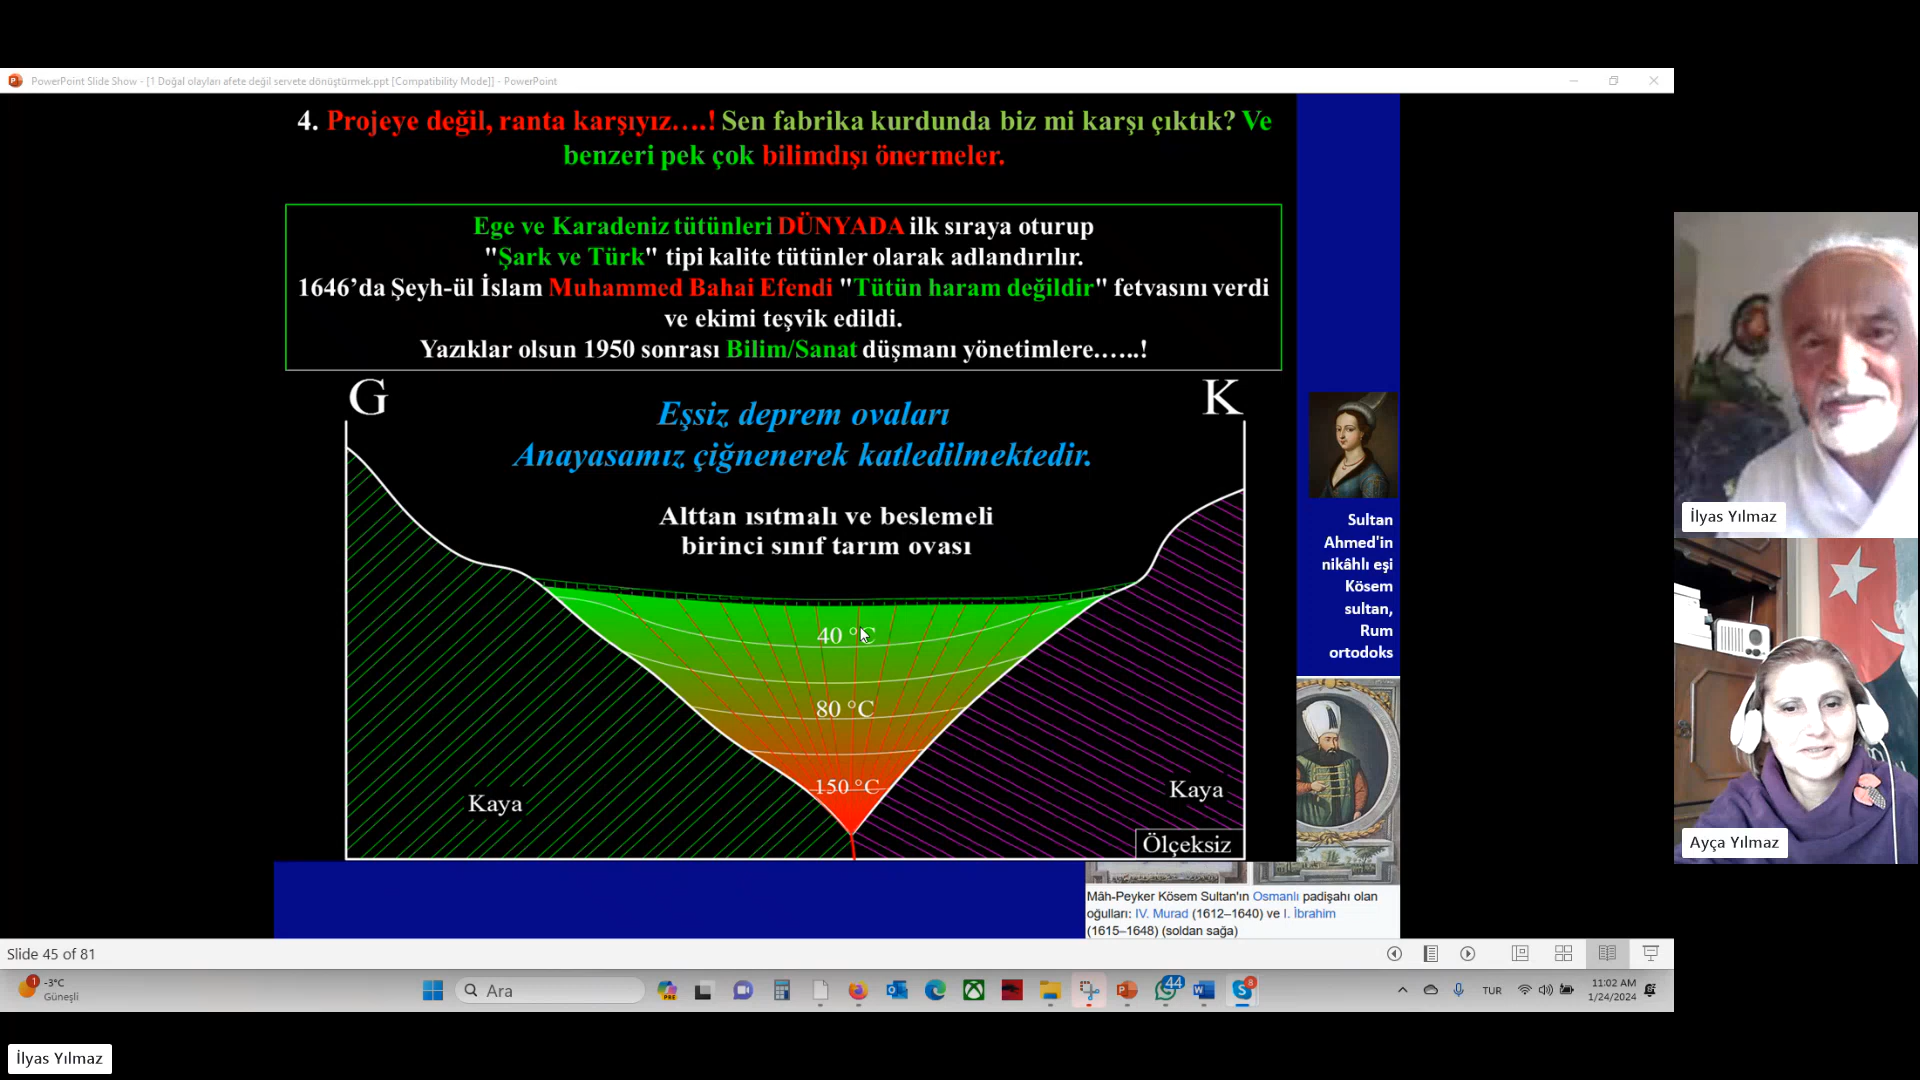 PowerPoint Slide Show - [1 Doğal olayları afete değil servete dönüştürmek.ppt [Compatibility Mode]] - PowerPoint
4. Projeye değil, ranta karşıyız….! Sen fabrika kurdunda biz mi karşı çıktık? Ve
benzeri pek çok bilimdışı önermeler.
Ege ve Karadeniz tütünleri DÜNYADA ilk sıraya oturup
"Şark ve Türk" tipi kalite tütünler olarak adlandırılır.
1646’da Şeyh-ül İslam Muhammed Bahai Efendi "Tütün haram değildir" fetvasını verdi
ve ekimi teşvik edildi.
Yazıklar olsun 1950 sonrası Bilim/Sanat düşmanı yönetimlere…...!
G
K
Eşsiz deprem ovaları
Anayasamız çiğnenerek katledilmektedir.
Alttan ısıtmalı ve beslemeli
birinci sınıf tarım ovası
40 °C
80 °C
150 °C
Kaya
Kaya
Ölçeksiz
Sultan
Ahmed'in
nikâhlı eşi
Kösem
sultan,
Rum
ortodoks
Mâh-Peyker Kösem Sultan'ın Osmanlı padişahı olan
oğulları: IV. Murad (1612–1640) ve I. İbrahim
(1615–1648) (soldan sağa)
İlyas Yılmaz
Ayça Yılmaz
Slide 45 of 81
1
-3°C
Güneşli
Ara
PRE
44
8
TUR
11:02 AM
1/24/2024
İlyas Yılmaz